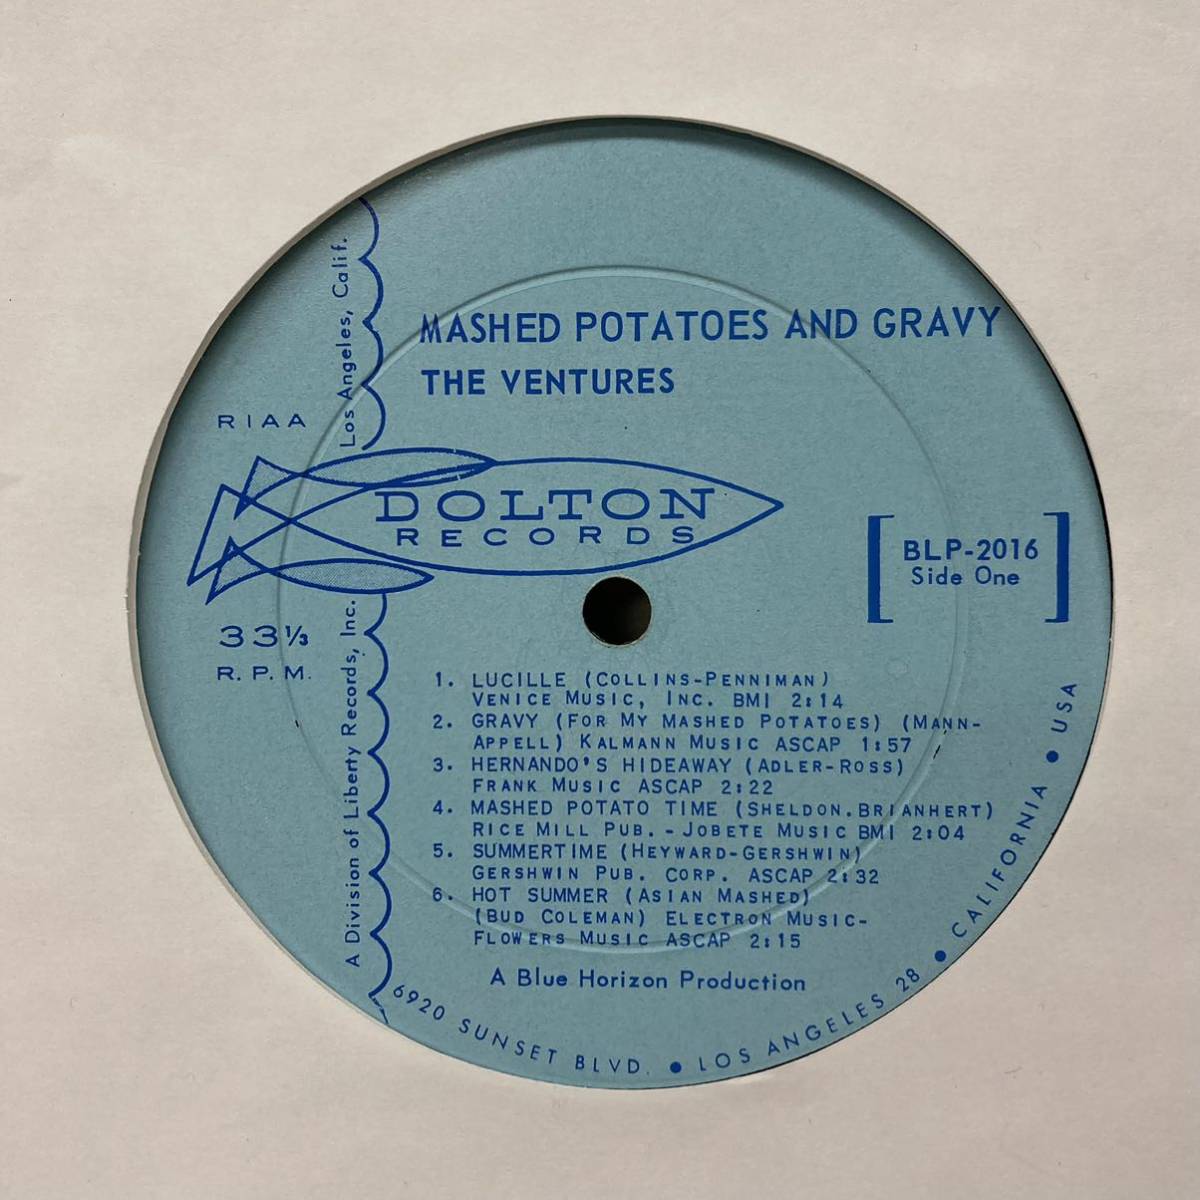 MASHED POTATOES AND GRAVY
THE VENTURES
Los Angeles, Calif.
RIAA
DOLTON
RECORDS
BLP-2016
Side One
33⅓
R.P.M.
A Division of Liberty Records, Inc.
1. LUCILLE (COLLINS-PENNIMAN)
VENICE MUSIC, INC. BMI 2:14
2. GRAVY (FOR MY MASHED POTATOES) (MANN-
APPELL) KALMANN MUSIC ASCAP 1:57
3. HERNANDO'S HIDEAWAY (ADLER-ROSS)
FRANK MUSIC ASCAP 2:22
4. MASHED POTATO TIME (SHELDON.BRIANHERT)
RICE MILL PUB. - JOBETE MUSIC BMI 2:04
5. SUMMERTIME (HEYWARD-GERSHWIN)
GERSHWIN PUB. CORP. ASCAP 2:32
6. HOT SUMMER (ASIAN MASHED)
(BUD COLEMAN) ELECTRON MUSIC-
FLOWERS MUSIC ASCAP 2:15
A Blue Horizon Production
6920 SUNSET BLVD. • LOS ANGELES 28 • CALIFORNIA • USA